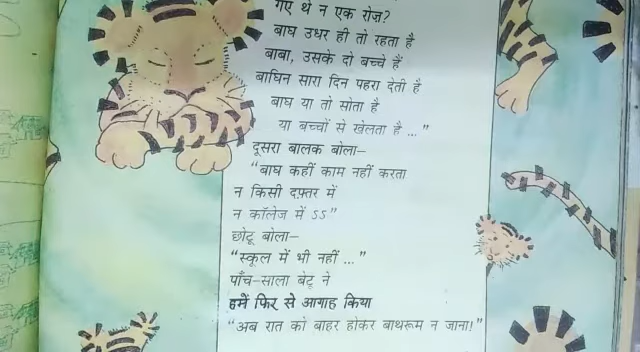 गए थे न एक रोज़?
बाघ उधर ही तो रहता है
बाबा, उसके दो बच्चे हैं
बाघिन सारा दिन पहरा देती है
बाघ या तो सोता है
या बच्चों से खेलता है ..."
दूसरा बालक बोला–
"बाघ कहीं काम नहीं करता
न किसी दफ़्तर में
न कॉलेज में ऽऽ"
छोटू बोला–
"स्कूल में भी नहीं ..."
पाँच-साला बेटू ने
हमें फिर से आगाह किया
"अब रात को बाहर होकर बाथरूम न जाना!"